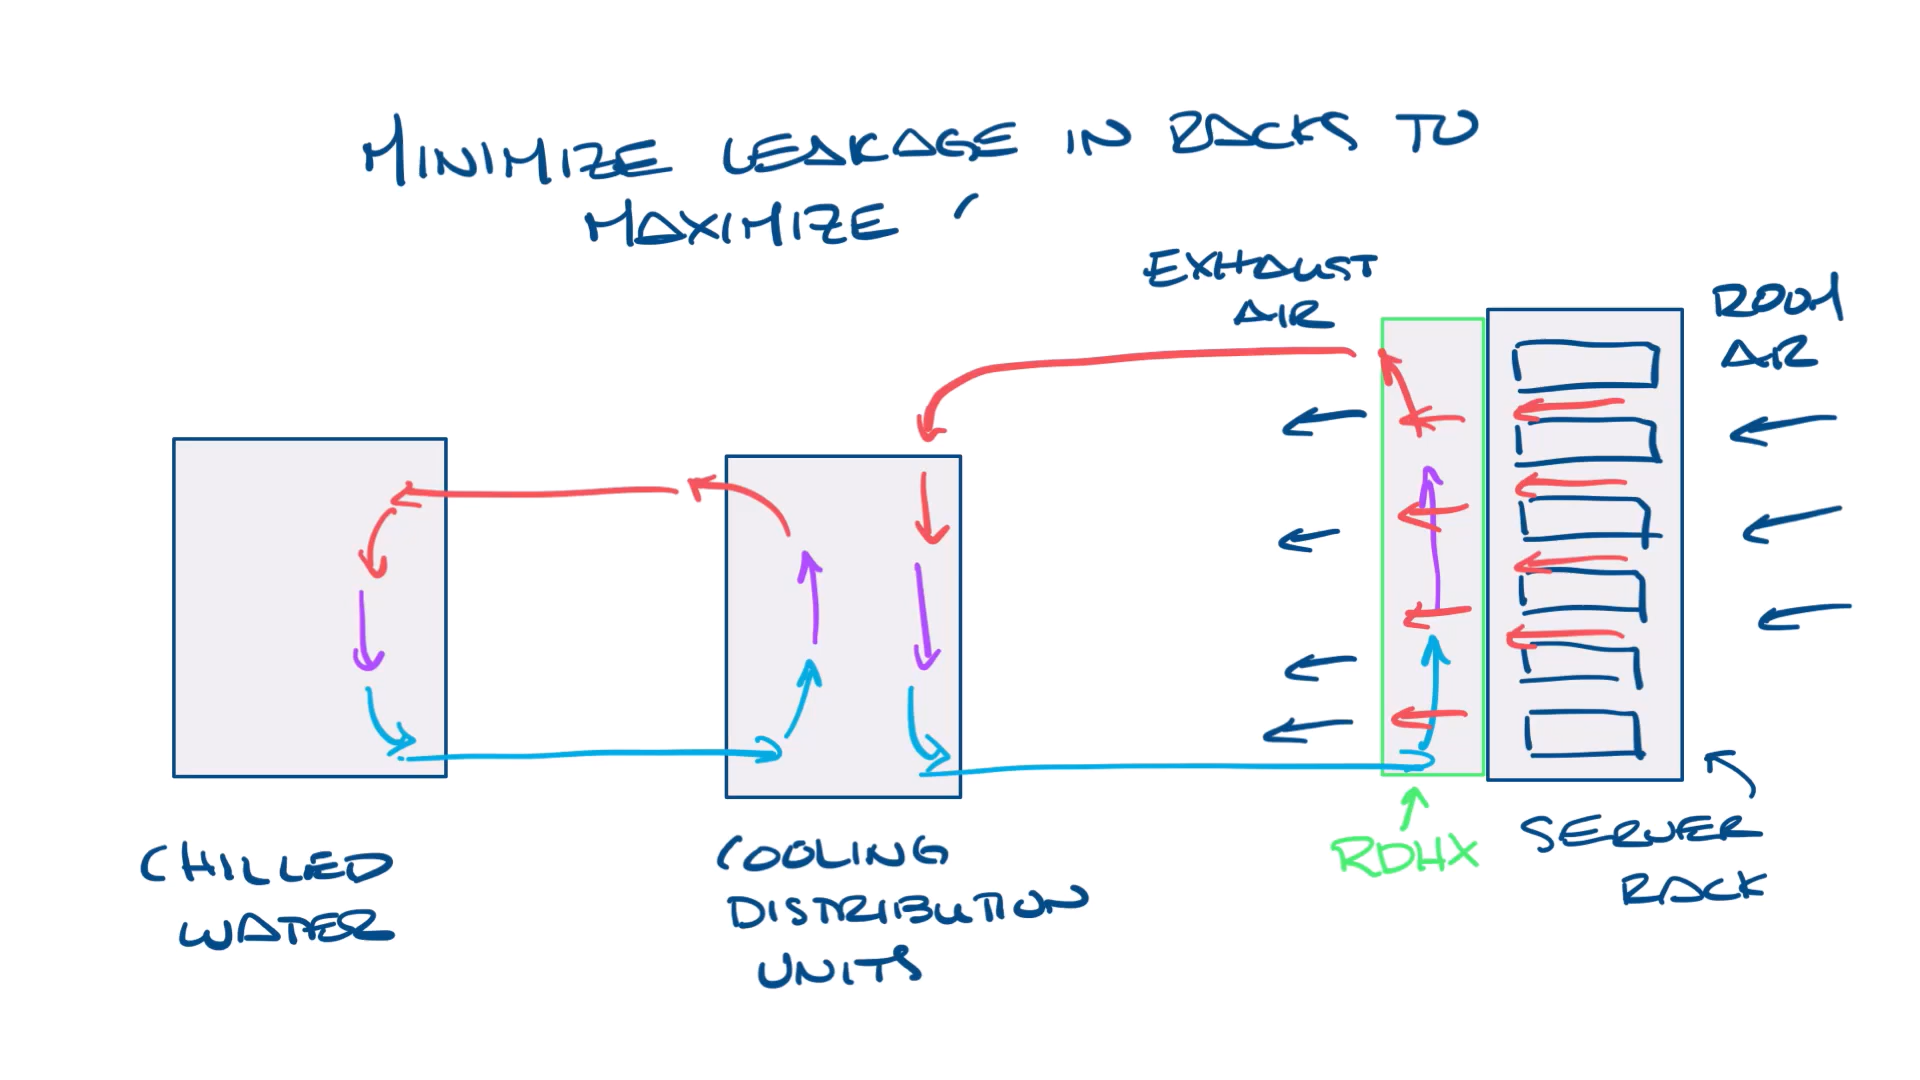 MINIMIZE LEAKAGE IN RACKS TO
MAXIMIZE
EXHAUST
AIR
ROOM
AIR
CHILLED
WATER
COOLING
DISTRIBUTION
UNITS
RDHX
SERVER
RACK